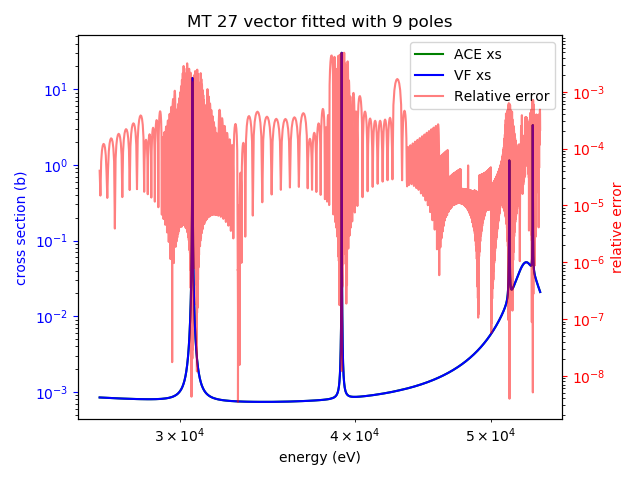 MT 27 vector fitted with 9 poles
ACE xs
VF xs
Relative error
10¹
10⁰
10⁻¹
10⁻²
10⁻³
cross section (b)
10⁻³
10⁻⁴
10⁻⁵
10⁻⁶
10⁻⁷
10⁻⁸
relative error
3 × 10⁴ 4 × 10⁴ 5 × 10⁴
energy (eV)